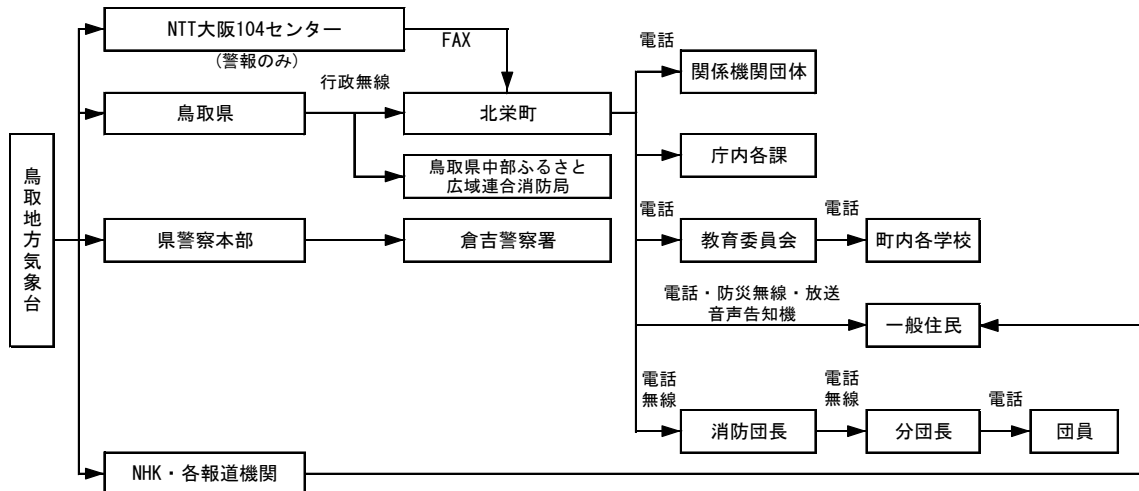 NTT大阪104センター
(警報のみ)
FAX
電話
関係機関団体
行政無線
鳥取県
北栄町
庁内各課
鳥取県中部ふるさと
広域連合消防局
鳥取地方気象台
県警察本部
倉吉警察署
電話
教育委員会
電話
町内各学校
電話・防災無線・放送
音声告知機
一般住民
電話
無線
消防団長
電話
無線
分団長
電話
団員
NHK・各報道機関